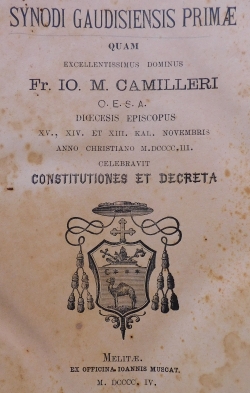 SYNODI GAUDISIENSIS PRIMÆ
QUAM
EXCELLENTISSIMUS DOMINUS
Fr. IO. M. CAMILLERI
O. E. S. A.
DIŒCESIS EPISCOPUS
XV., XIV. ET XIII. KAL. NOVEMBRIS
ANNO CHRISTIANO M.DCCCC.III.
CELEBRAVIT
CONSTITUTIONES ET DECRETA
MELITÆ.
EX OFFICINA IOANNIS MUSCAT.
M. DCCCC. IV.